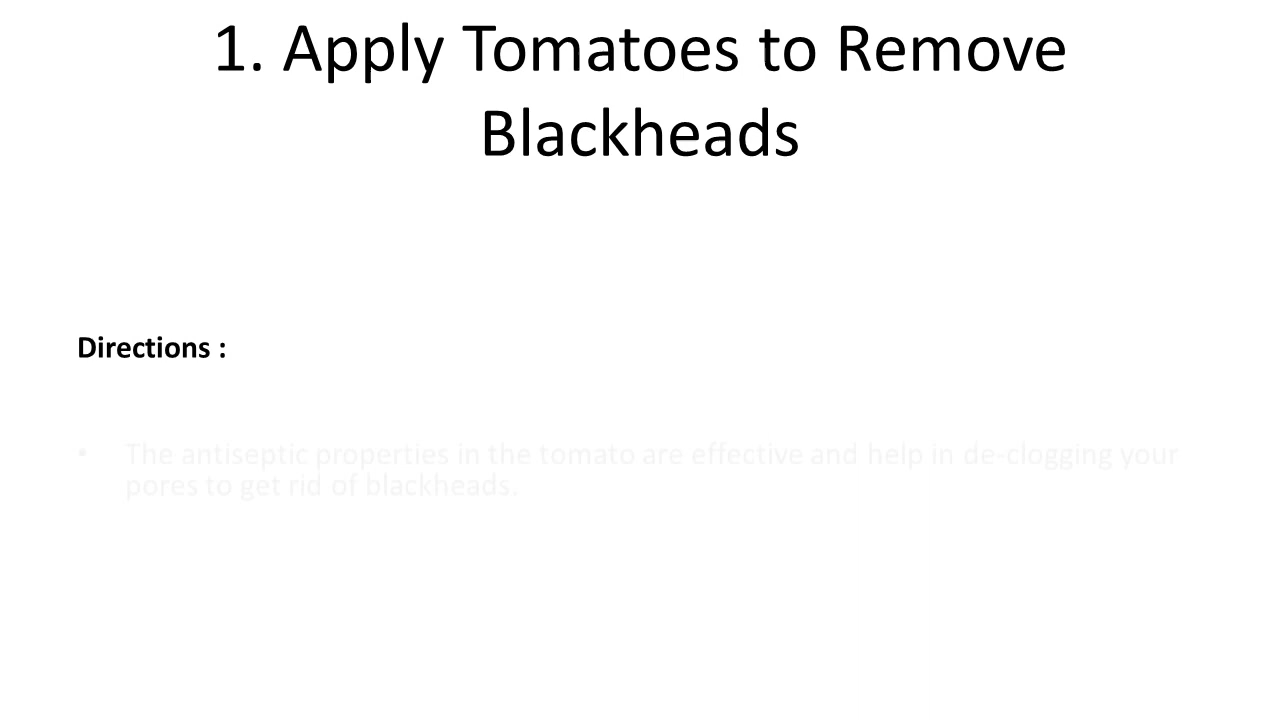 1. Apply Tomatoes to Remove
Blackheads
Directions :
• The antiseptic properties in the tomato are effective and help in de-clogging your
pores to get rid of blackheads.